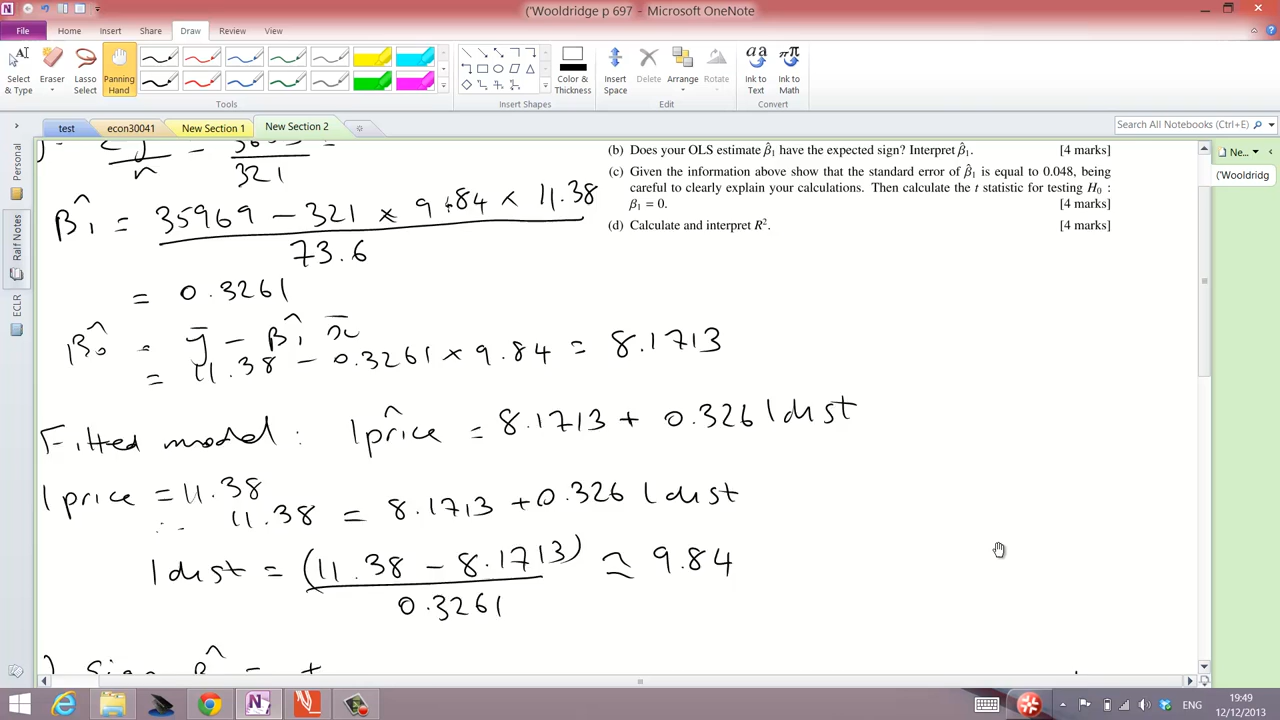 ('Wooldridge p 697 - Microsoft OneNote
File Home Insert Share Draw Review View
Select & Type Eraser Lasso Select Panning Hand Color & Thickness Insert Space Delete Arrange Rotate Ink to Text Ink to Math
Tools Insert Shapes Edit Convert
test econ30041 New Section 1 New Section 2 Search All Notebooks (Ctrl+E)
Personal
Ralf Notes
ECLR
Ne...
('Wooldridg
n 321
(b) Does your OLS estimate β̂1 have the expected sign? Interpret β̂1. [4 marks]
(c) Given the information above show that the standard error of β̂1 is equal to 0.048, being
careful to clearly explain your calculations. Then calculate the t statistic for testing H0 :
β1 = 0. [4 marks]
(d) Calculate and interpret R². [4 marks]
β̂1 = 35969 - 321 × 9.84 × 11.38
73.6
= 0.3261
β̂0 = ȳ - β̂1 x̄
= 11.38 - 0.3261 × 9.84 = 8.1713
Fitted model: lprîce = 8.1713 + 0.326 ldist
lprice = 11.38
∴ 11.38 = 8.1713 + 0.326 ldist
ldist = (11.38 - 8.1713) ≃ 9.84
0.3261
) Sign β̂ = +
ENG 19:49
12/12/2013